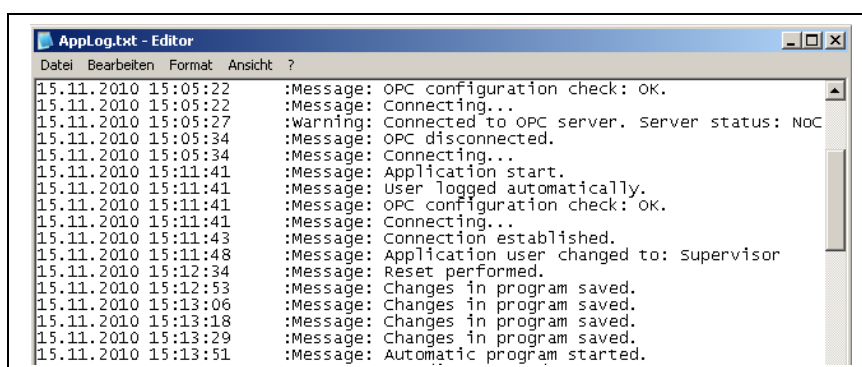 AppLog.txt - Editor
Datei Bearbeiten Format Ansicht ?
15.11.2010 15:05:22 :Message: OPC configuration check: OK.
15.11.2010 15:05:22 :Message: Connecting...
15.11.2010 15:05:27 :Warning: Connected to OPC server. Server status: NoC
15.11.2010 15:05:34 :Message: OPC disconnected.
15.11.2010 15:05:34 :Message: Connecting...
15.11.2010 15:11:41 :Message: Application start.
15.11.2010 15:11:41 :Message: User logged automatically.
15.11.2010 15:11:41 :Message: OPC configuration check: OK.
15.11.2010 15:11:41 :Message: Connecting...
15.11.2010 15:11:43 :Message: Connection established.
15.11.2010 15:11:48 :Message: Application user changed to: Supervisor
15.11.2010 15:12:34 :Message: Reset performed.
15.11.2010 15:12:53 :Message: Changes in program saved.
15.11.2010 15:13:06 :Message: Changes in program saved.
15.11.2010 15:13:18 :Message: Changes in program saved.
15.11.2010 15:13:29 :Message: Changes in program saved.
15.11.2010 15:13:51 :Message: Automatic program started.